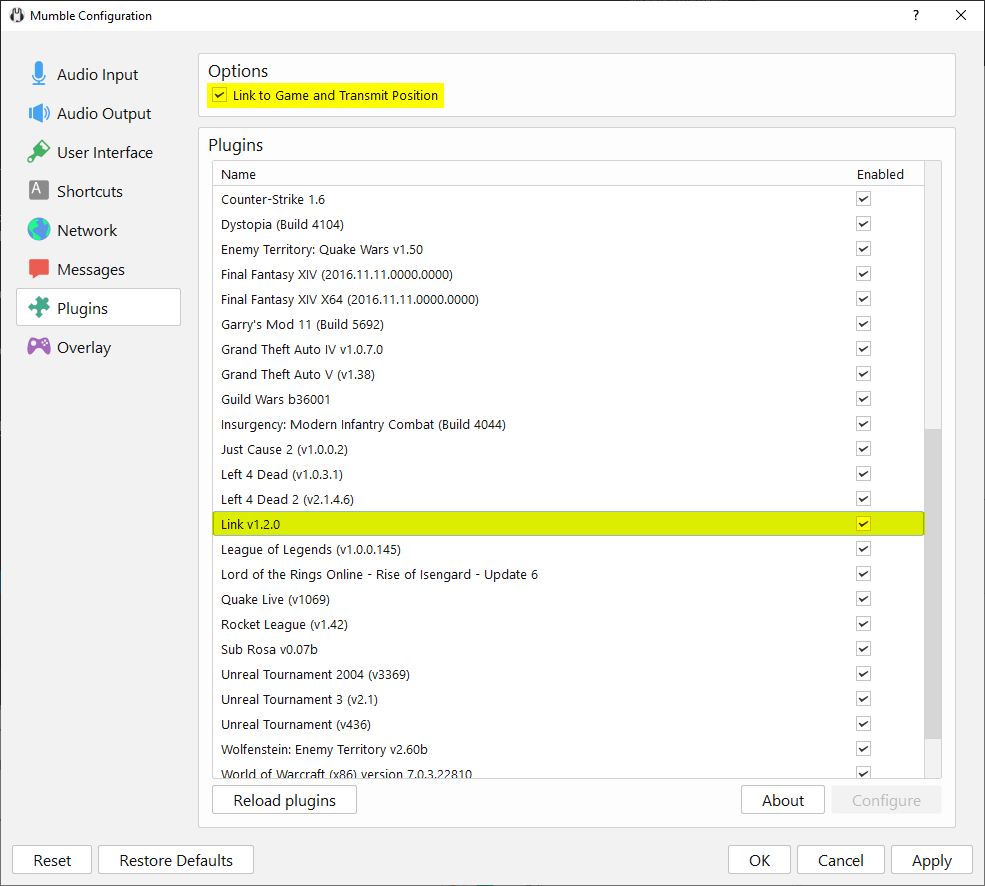 Mumble Configuration
?
Audio Input
Audio Output
User Interface
A
Shortcuts
Network
Messages
Plugins
Overlay
Options
Link to Game and Transmit Position
Plugins
Name Enabled
Counter-Strike 1.6
Dystopia (Build 4104)
Enemy Territory: Quake Wars v1.50
Final Fantasy XIV (2016.11.11.0000.0000)
Final Fantasy XIV X64 (2016.11.11.0000.0000)
Garry's Mod 11 (Build 5692)
Grand Theft Auto IV v1.0.7.0
Grand Theft Auto V (v1.38)
Guild Wars b36001
Insurgency: Modern Infantry Combat (Build 4044)
Just Cause 2 (v1.0.0.2)
Left 4 Dead (v1.0.3.1)
Left 4 Dead 2 (v2.1.4.6)
Link v1.2.0
League of Legends (v1.0.0.145)
Lord of the Rings Online - Rise of Isengard - Update 6
Quake Live (v1069)
Rocket League (v1.42)
Sub Rosa v0.07b
Unreal Tournament 2004 (v3369)
Unreal Tournament 3 (v2.1)
Unreal Tournament (v436)
Wolfenstein: Enemy Territory v2.60b
World of Warcraft (x86) version 7.0.3.22810
Reload plugins About Configure
Reset Restore Defaults OK Cancel Apply